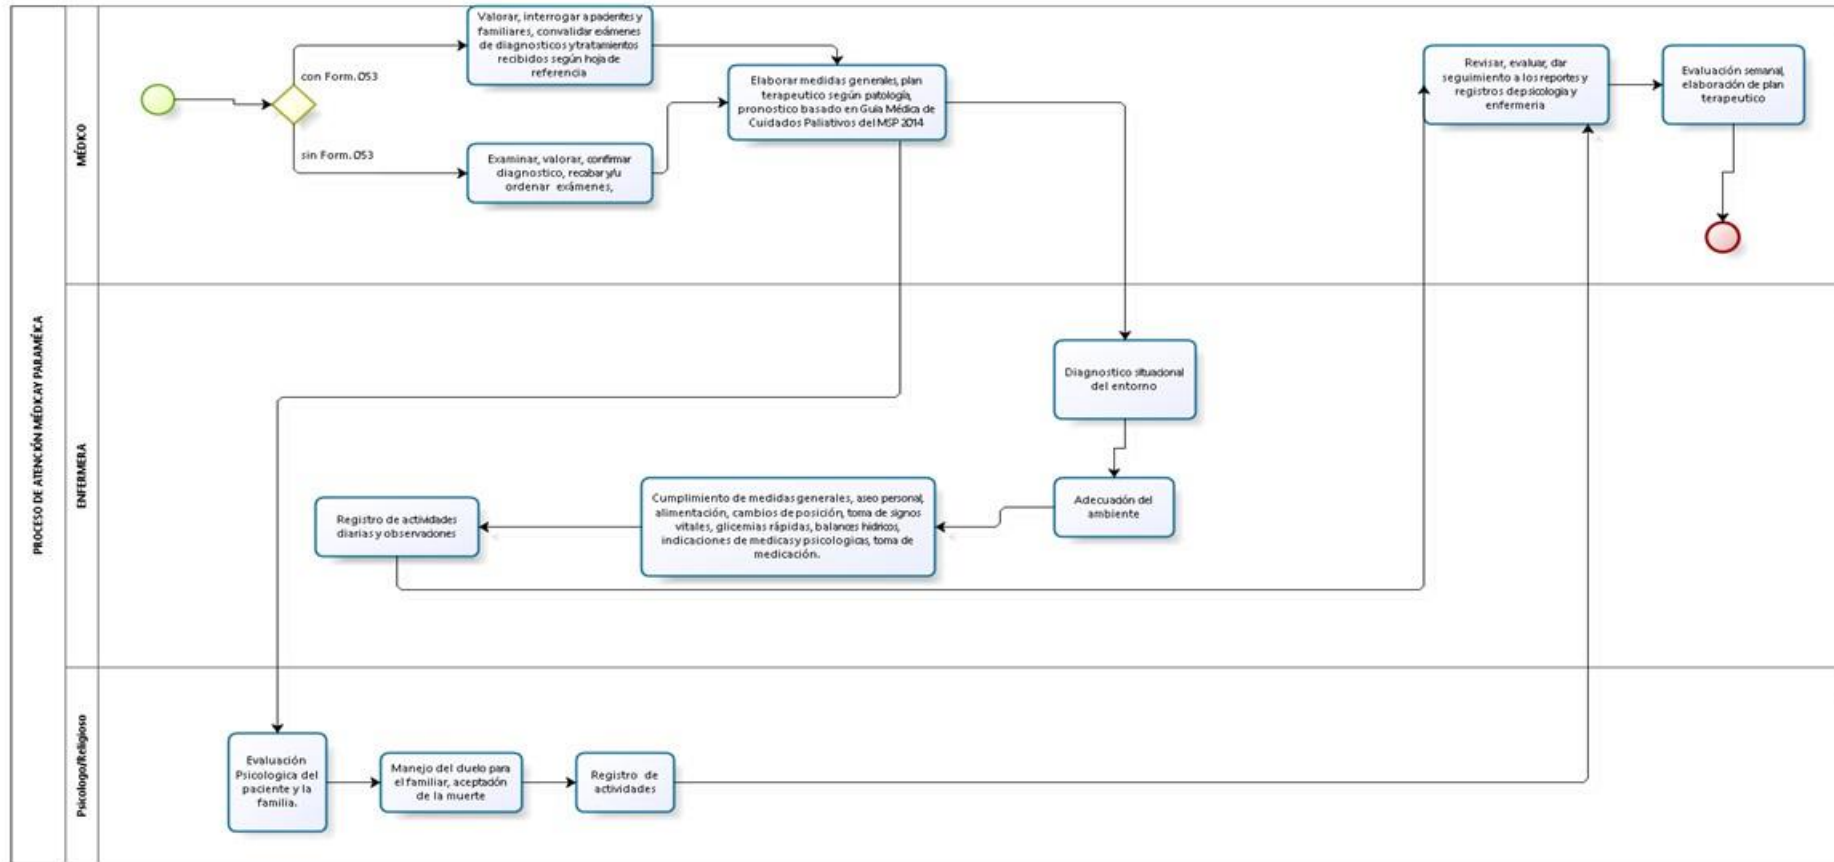 PROCESO DE ATENCIÓN MÉDICA Y PARAMÉICA
MÉDICO
con Form. 053
sin Form. 053
Valorar, interrogar a pacientes y
familiares, convalidar exámenes
de diagnosticos y tratamientos
recibidos según hoja de
referencia
Examinar, valorar, confirmar
diagnostico, recabar y/u
ordenar exámenes,
Elaborar medidas generales, plan
terapeutico según patología,
pronostico basado en Guia Médica de
Cuidados Paliativos del MSP 2014
Revisar, evaluar, dar
seguimiento a los reportes y
registros de psicologia y
enfermeria
Evaluación semanal,
elaboración de plan
terapeutico
ENFERMERA
Diagnostico situacional
del entorno
Adecuación del
ambiente
Cumplimiento de medidas generales, aseo personal,
alimentación, cambios de posición, toma de signos
vitales, glicemias rápidas, balances hidricos,
indicaciones de medicas y psicologicas, toma de
medicación.
Registro de actividades
diarias y observaciones
Psicologo/Religioso
Evaluación
Psicologica del
paciente y la
familia.
Manejo del duelo para
el familiar, aceptación
de la muerte
Registro de
actividades